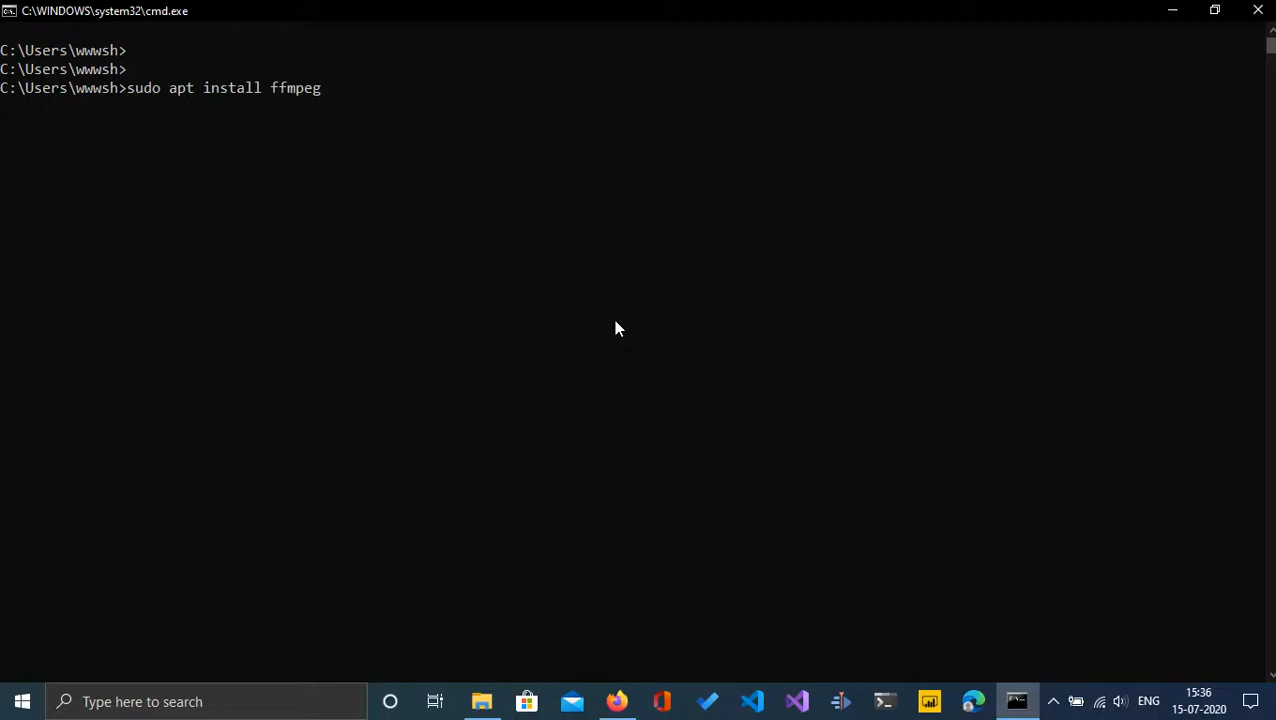 C:\WINDOWS\system32\cmd.exe
C:\Users\wwwsh>
C:\Users\wwwsh>
C:\Users\wwwsh>sudo apt install ffmpeg
Type here to search
ENG
15:36
15-07-2020